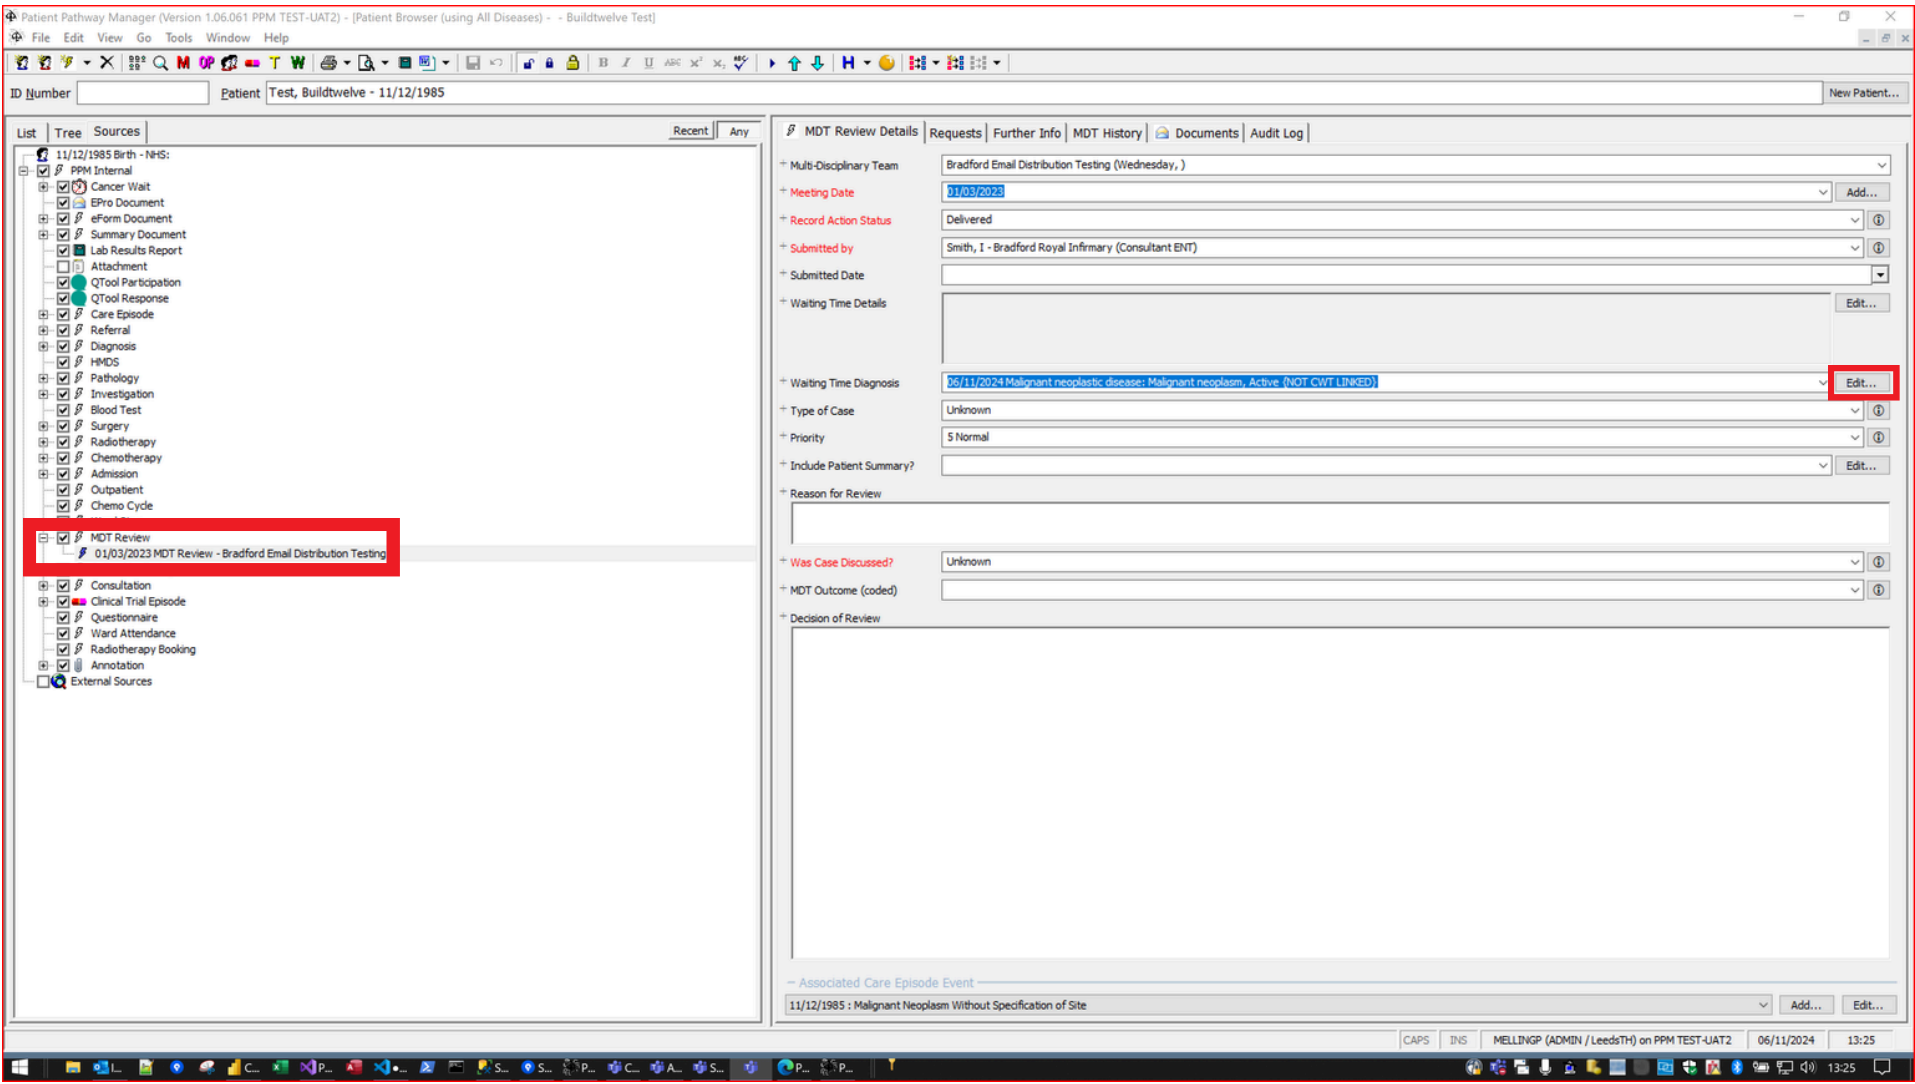 Patient Pathway Manager (Version 1.06.061 PPM TEST-UAT2) - [Patient Browser (using All Diseases) - - Buildtwelve Test]
File Edit View Go Tools Window Help
M OP T W B I U ABC x² x₂ ABC H
ID Number Patient Test, Buildtwelve - 11/12/1985 New Patient...
List Tree Sources Recent Any
11/12/1985 Birth - NHS:
PPM Internal
Cancer Wait
EPro Document
eForm Document
Summary Document
Lab Results Report
Attachment
QTool Participation
QTool Response
Care Episode
Referral
Diagnosis
HMDS
Pathology
Investigation
Blood Test
Surgery
Radiotherapy
Chemotherapy
Admission
Outpatient
Chemo Cycle
MDT Review
01/03/2023 MDT Review - Bradford Email Distribution Testing
Consultation
Clinical Trial Episode
Questionnaire
Ward Attendance
Radiotherapy Booking
Annotation
External Sources
MDT Review Details Requests Further Info MDT History Documents Audit Log
Multi-Disciplinary Team Bradford Email Distribution Testing (Wednesday, )
Meeting Date 01/03/2023 Add...
Record Action Status Delivered
Submitted by Smith, I - Bradford Royal Infirmary (Consultant ENT)
Submitted Date
Waiting Time Details Edit...
Waiting Time Diagnosis 06/11/2024 Malignant neoplastic disease: Malignant neoplasm, Active {NOT CWT LINKED} Edit...
Type of Case Unknown
Priority 5 Normal
Include Patient Summary? Edit...
Reason for Review
Was Case Discussed? Unknown
MDT Outcome (coded)
Decision of Review
Associated Care Episode Event
11/12/1985 : Malignant Neoplasm Without Specification of Site Add... Edit...
CAPS INS MELLINGP (ADMIN / LeedsTH) on PPM TEST-UAT2 06/11/2024 13:25
I... C... P... S... S... P... C... A... S... P... P... 13:25